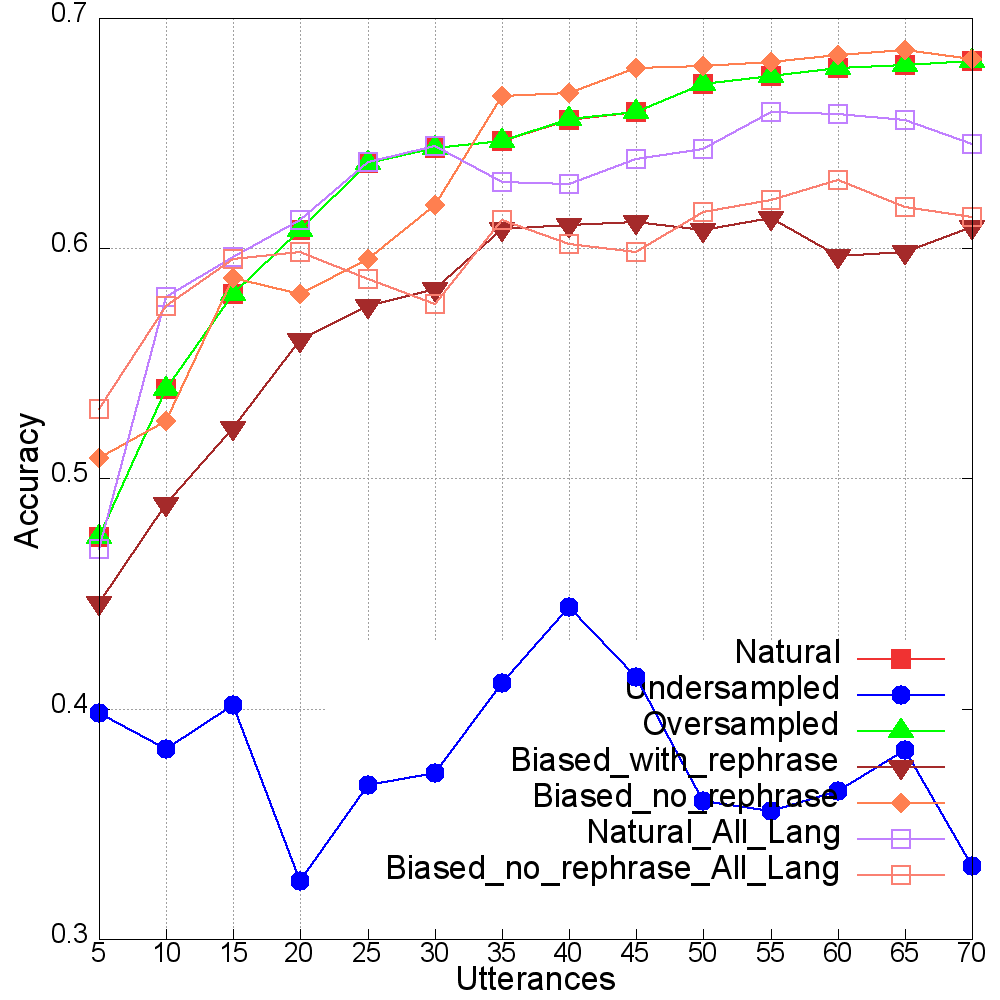 0.7
0.6
0.5
0.4
0.3
Accuracy
Natural
Undersampled
Oversampled
Biased_with_rephrase
Biased_no_rephrase
Natural_All_Lang
Biased_no_rephrase_All_Lang
5 10 15 20 25 30 35 40 45 50 55 60 65 70
Utterances